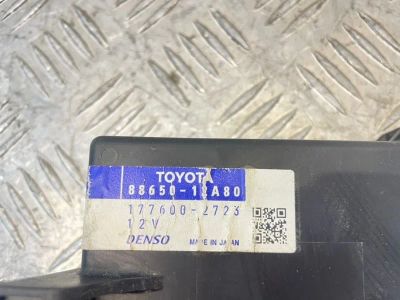 TOYOTA
88650-12A80
177600-2723
12V
DENSO MADE IN JAPAN